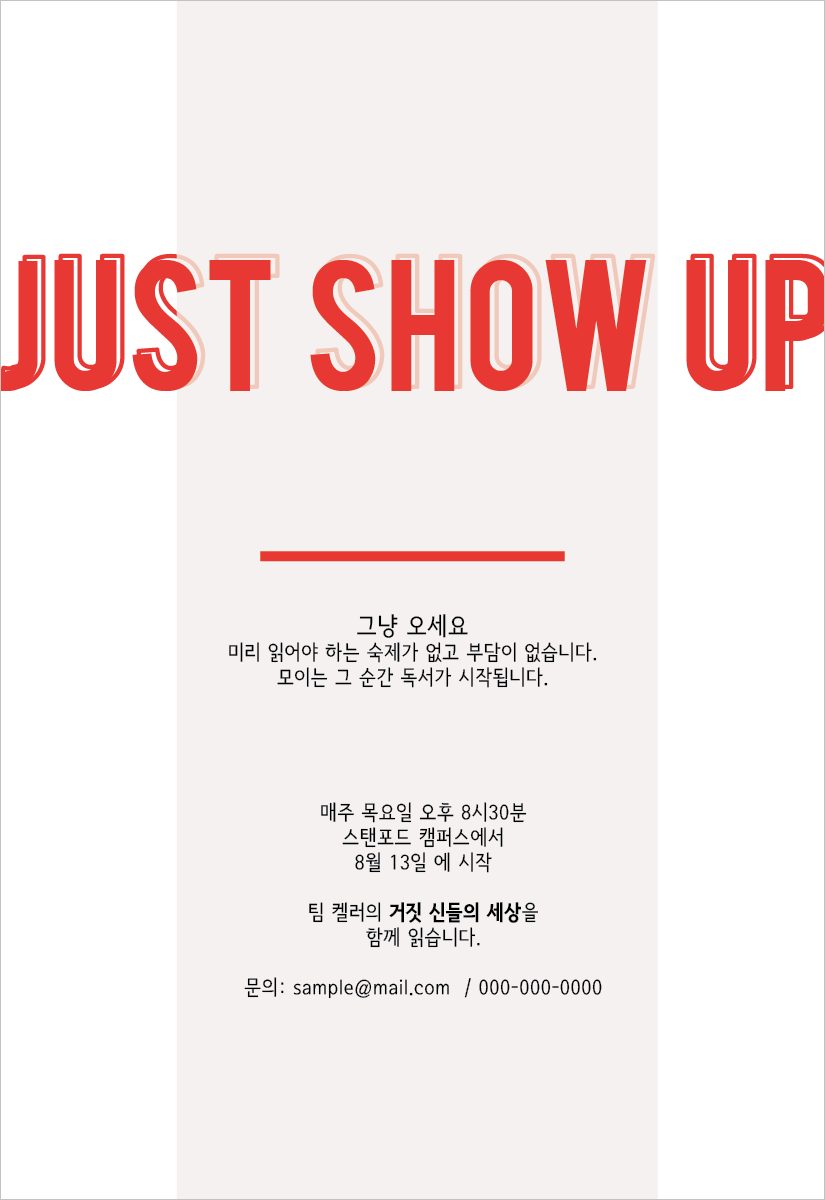 JUST SHOW UP
그냥 오세요
미리 읽어야 하는 숙제가 없고 부담이 없습니다.
모이는 그 순간 독서가 시작됩니다.
매주 목요일 오후 8시30분
스탠포드 캠퍼스에서
8월 13일 에 시작
팀 켈러의 거짓 신들의 세상을
함께 읽습니다.
문의: sample@mail.com / 000-000-0000